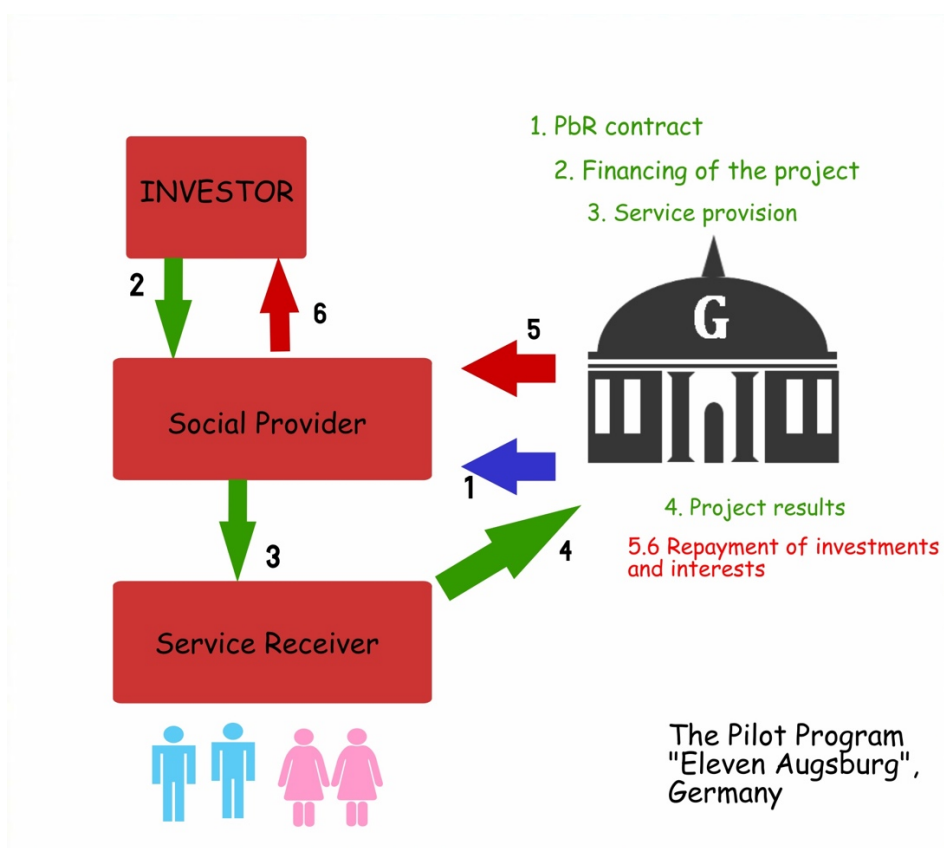 1. PbR contract
2. Financing of the project
3. Service provision
INVESTOR
2
6
G
5
Social Provider
1
4. Project results
3
4
5.6 Repayment of investments
and interests
Service Receiver
The Pilot Program
"Eleven Augsburg",
Germany